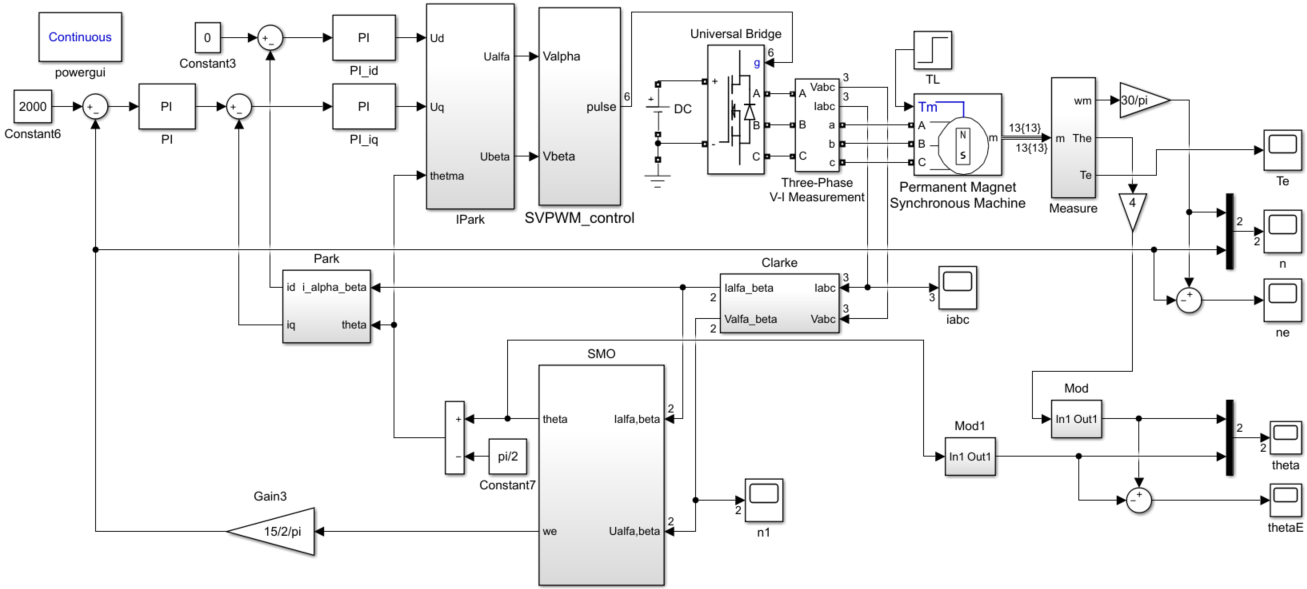 Continuous
powergui
0
Constant3
PI
PI_id
2000
Constant6
PI
PI
PI
PI_iq
Ud
Ualfa
Uq
Ubeta
thetma
IPark
Valpha
pulse
6
Vbeta
SVPWM_control
DC
Universal Bridge
6
g
+
A
B
-
C
A
Vabc
Iabc
a
B
b
C
c
3
3
Three-Phase
V-I Measurement
TL
Tm
A
B
C
N
S
m
Permanent Magnet
Synchronous Machine
13{13}
13{13}
m
wm
The
Te
Measure
30/pi
4
Te
2
2
n
ne
Park
id
i_alpha_beta
iq
theta
Clarke
2
Ialfa_beta
Iabc
3
2
Valfa_beta
Vabc
3
3
iabc
SMO
theta
Ialfa,beta
2
we
Ualfa,beta
2
+
−
pi/2
Constant7
Gain3
15/2/pi
2
n1
Mod
In1 Out1
Mod1
In1 Out1
2
2
theta
thetaE